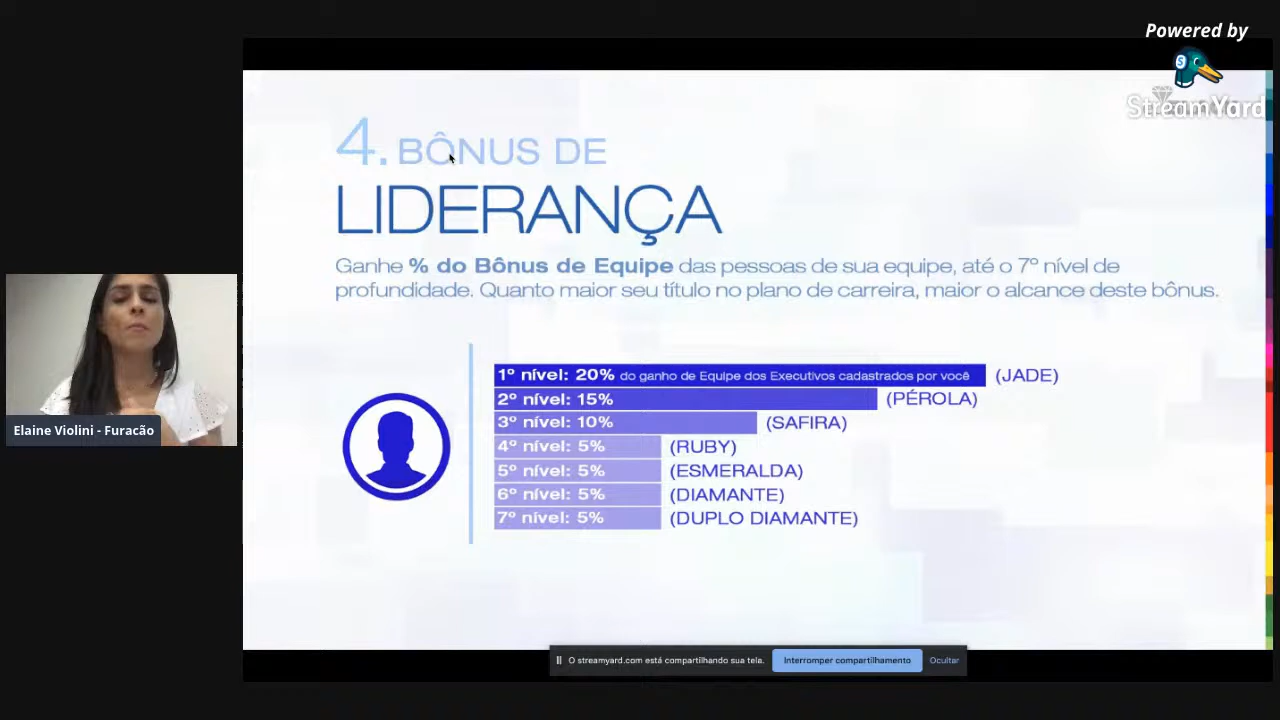 Powered by
StreamYard
4. BÔNUS DE
LIDERANÇA
Ganhe % do Bônus de Equipe das pessoas de sua equipe, até o 7º nível de
profundidade. Quanto maior seu título no plano de carreira, maior o alcance deste bônus.
1º nível: 20% do ganho de Equipe dos Executivos cadastrados por você (JADE)
2º nível: 15% (PÉROLA)
3º nível: 10% (SAFIRA)
4º nível: 5% (RUBY)
5º nível: 5% (ESMERALDA)
6º nível: 5% (DIAMANTE)
7º nível: 5% (DUPLO DIAMANTE)
Elaine Violini - Furacão
O streamyard.com está compartilhando sua tela. Interromper compartilhamento Ocultar